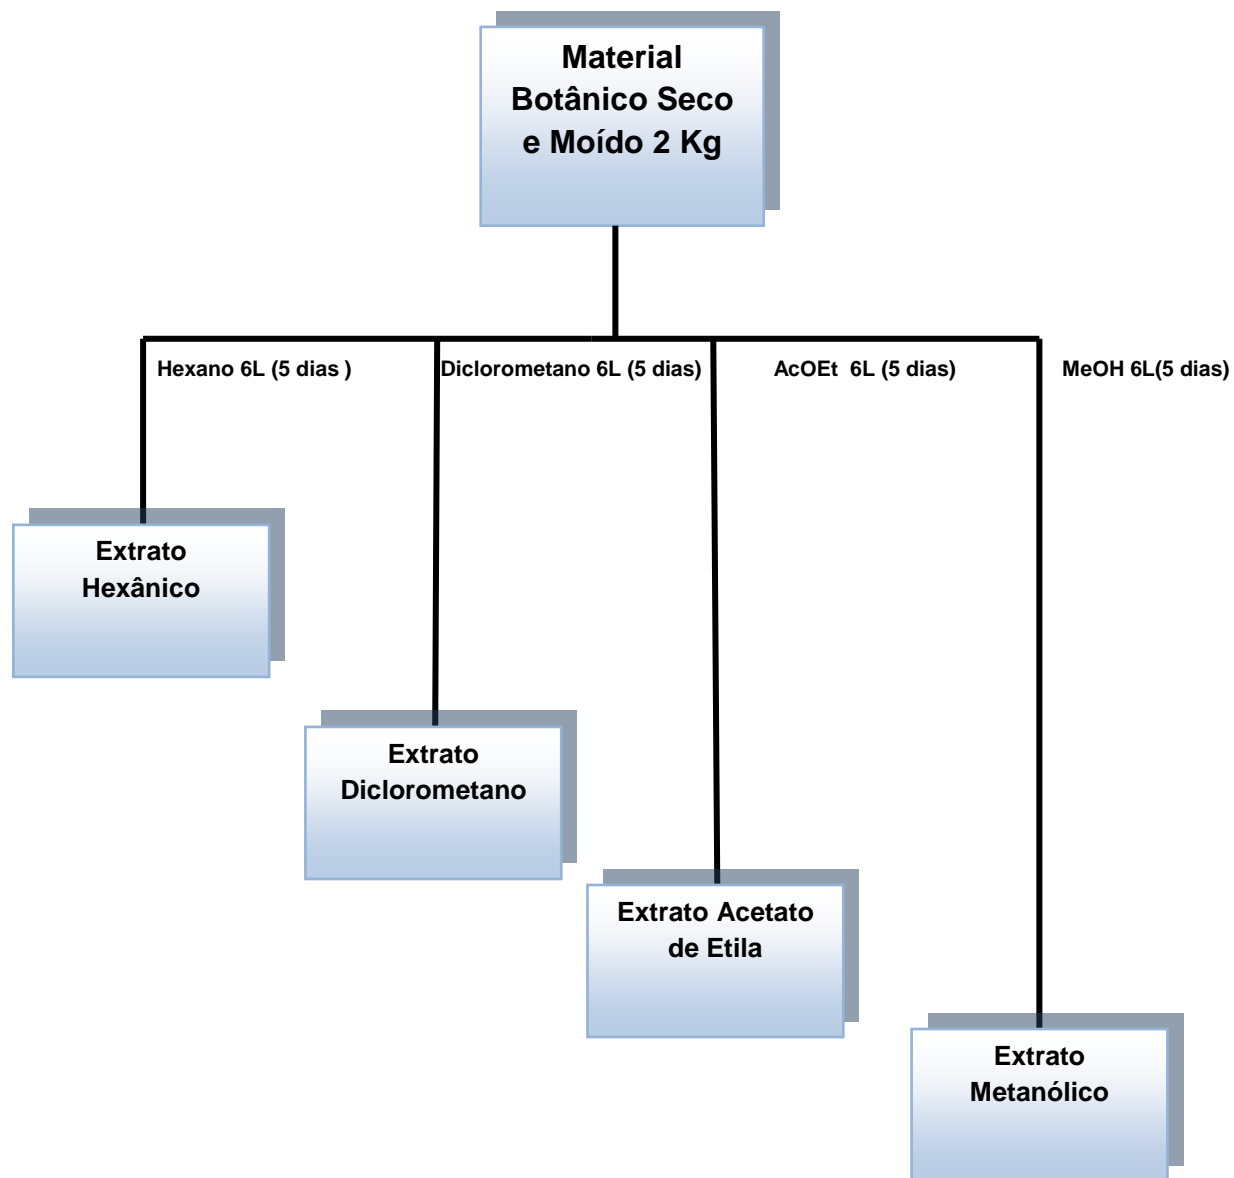 Material
Botânico Seco
e Moído 2 Kg
Hexano 6L (5 dias )
Diclorometano 6L (5 dias)
AcOEt  6L (5 dias)
MeOH 6L(5 dias)
Extrato
Hexânico
Extrato
Diclorometano
Extrato Acetato
de Etila
Extrato
Metanólico